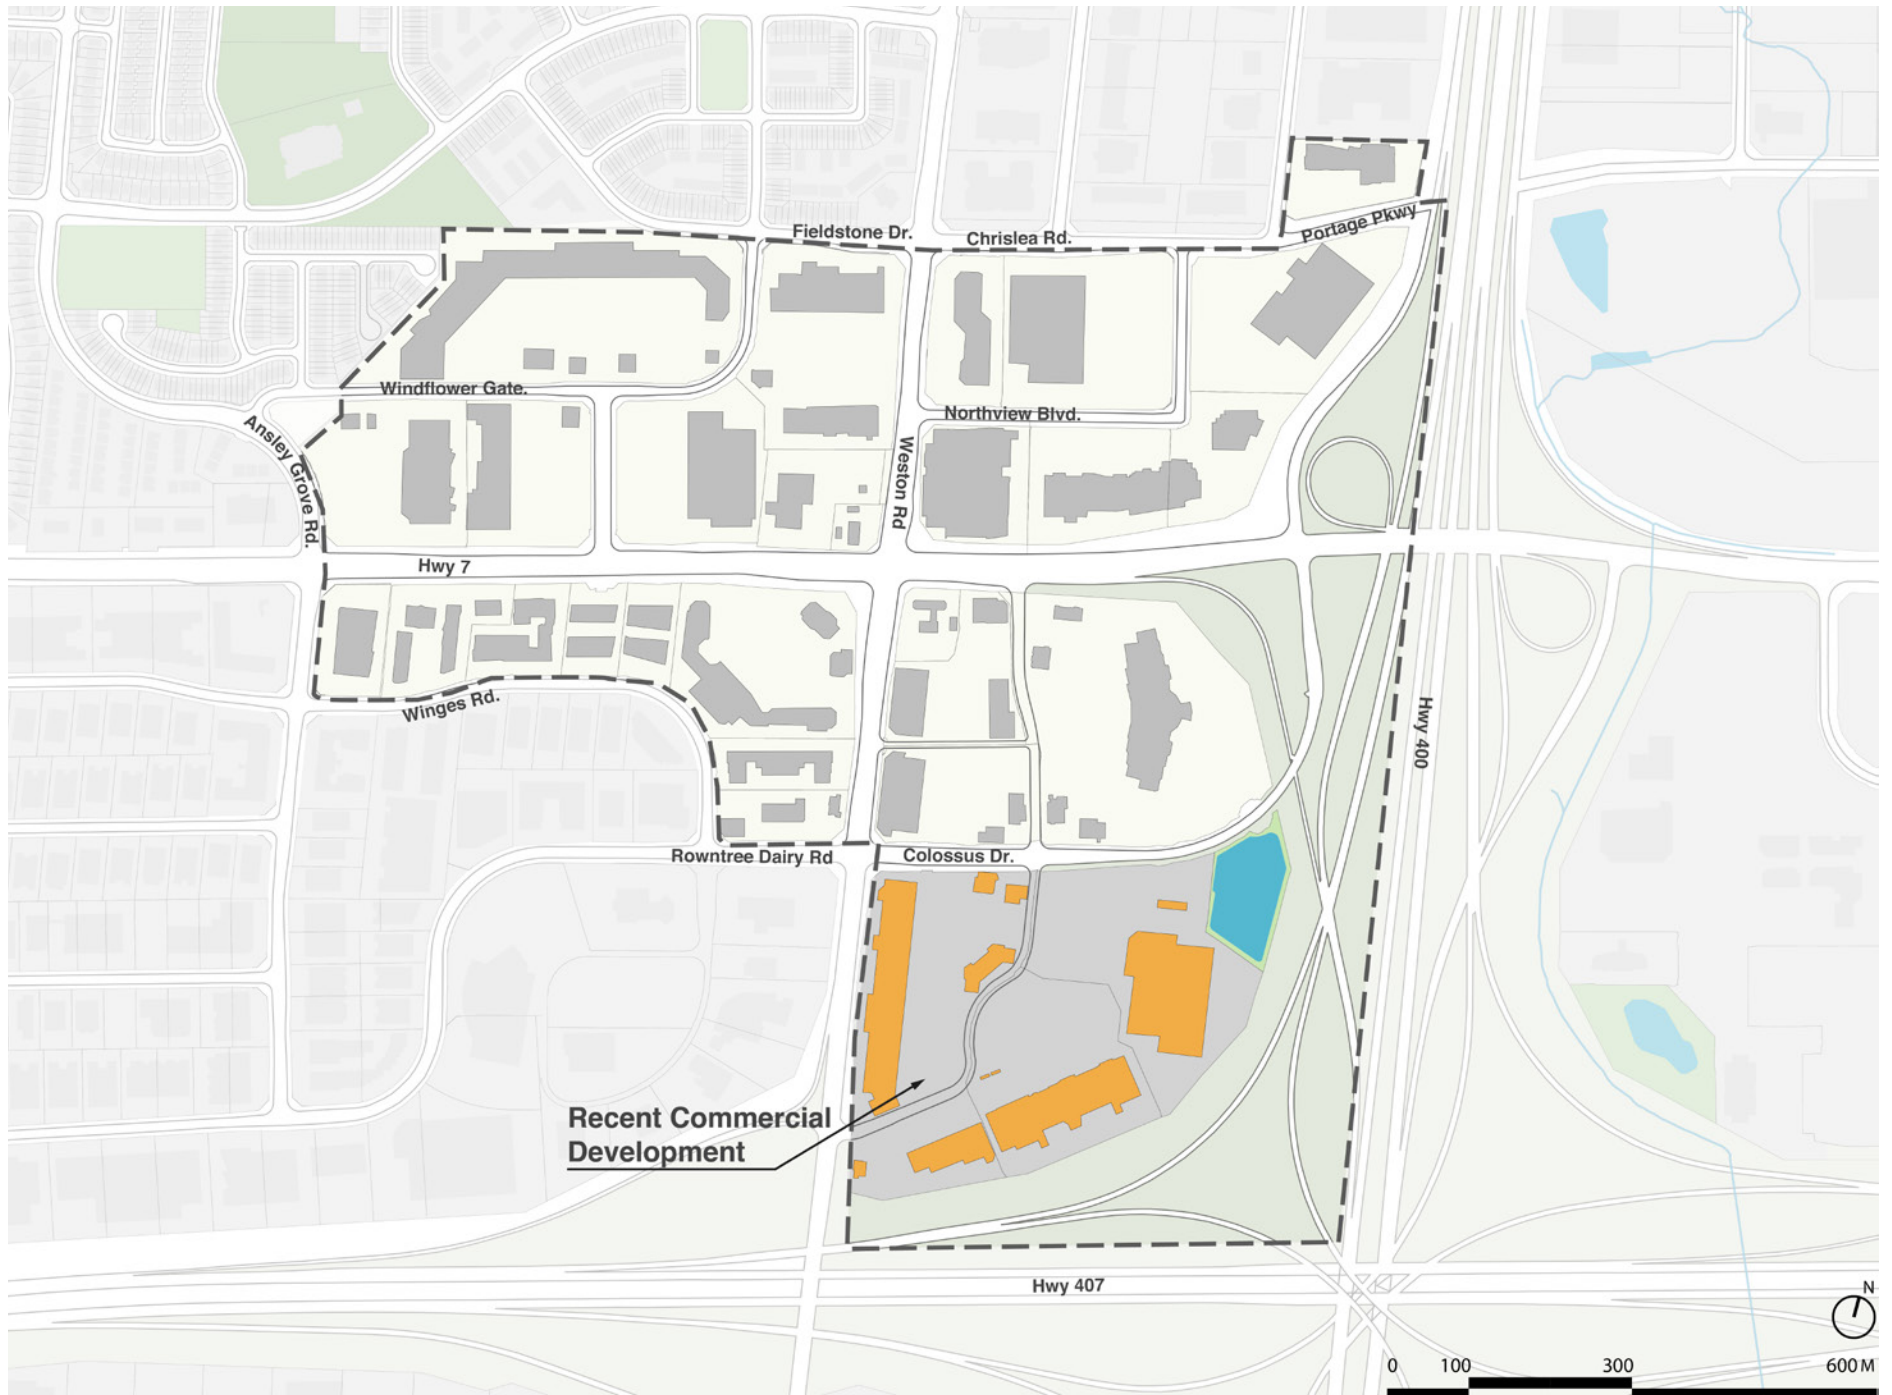 Fieldstone Dr.
Chrislea Rd.
Portage Pkwy
Windflower Gate.
Northview Blvd.
Ansley Grove Rd.
Weston Rd
Hwy 7
Winges Rd.
Hwy 400
Rowntree Dairy Rd
Colossus Dr.
Recent Commercial
Development
Hwy 407
N
0 100 300 600 M